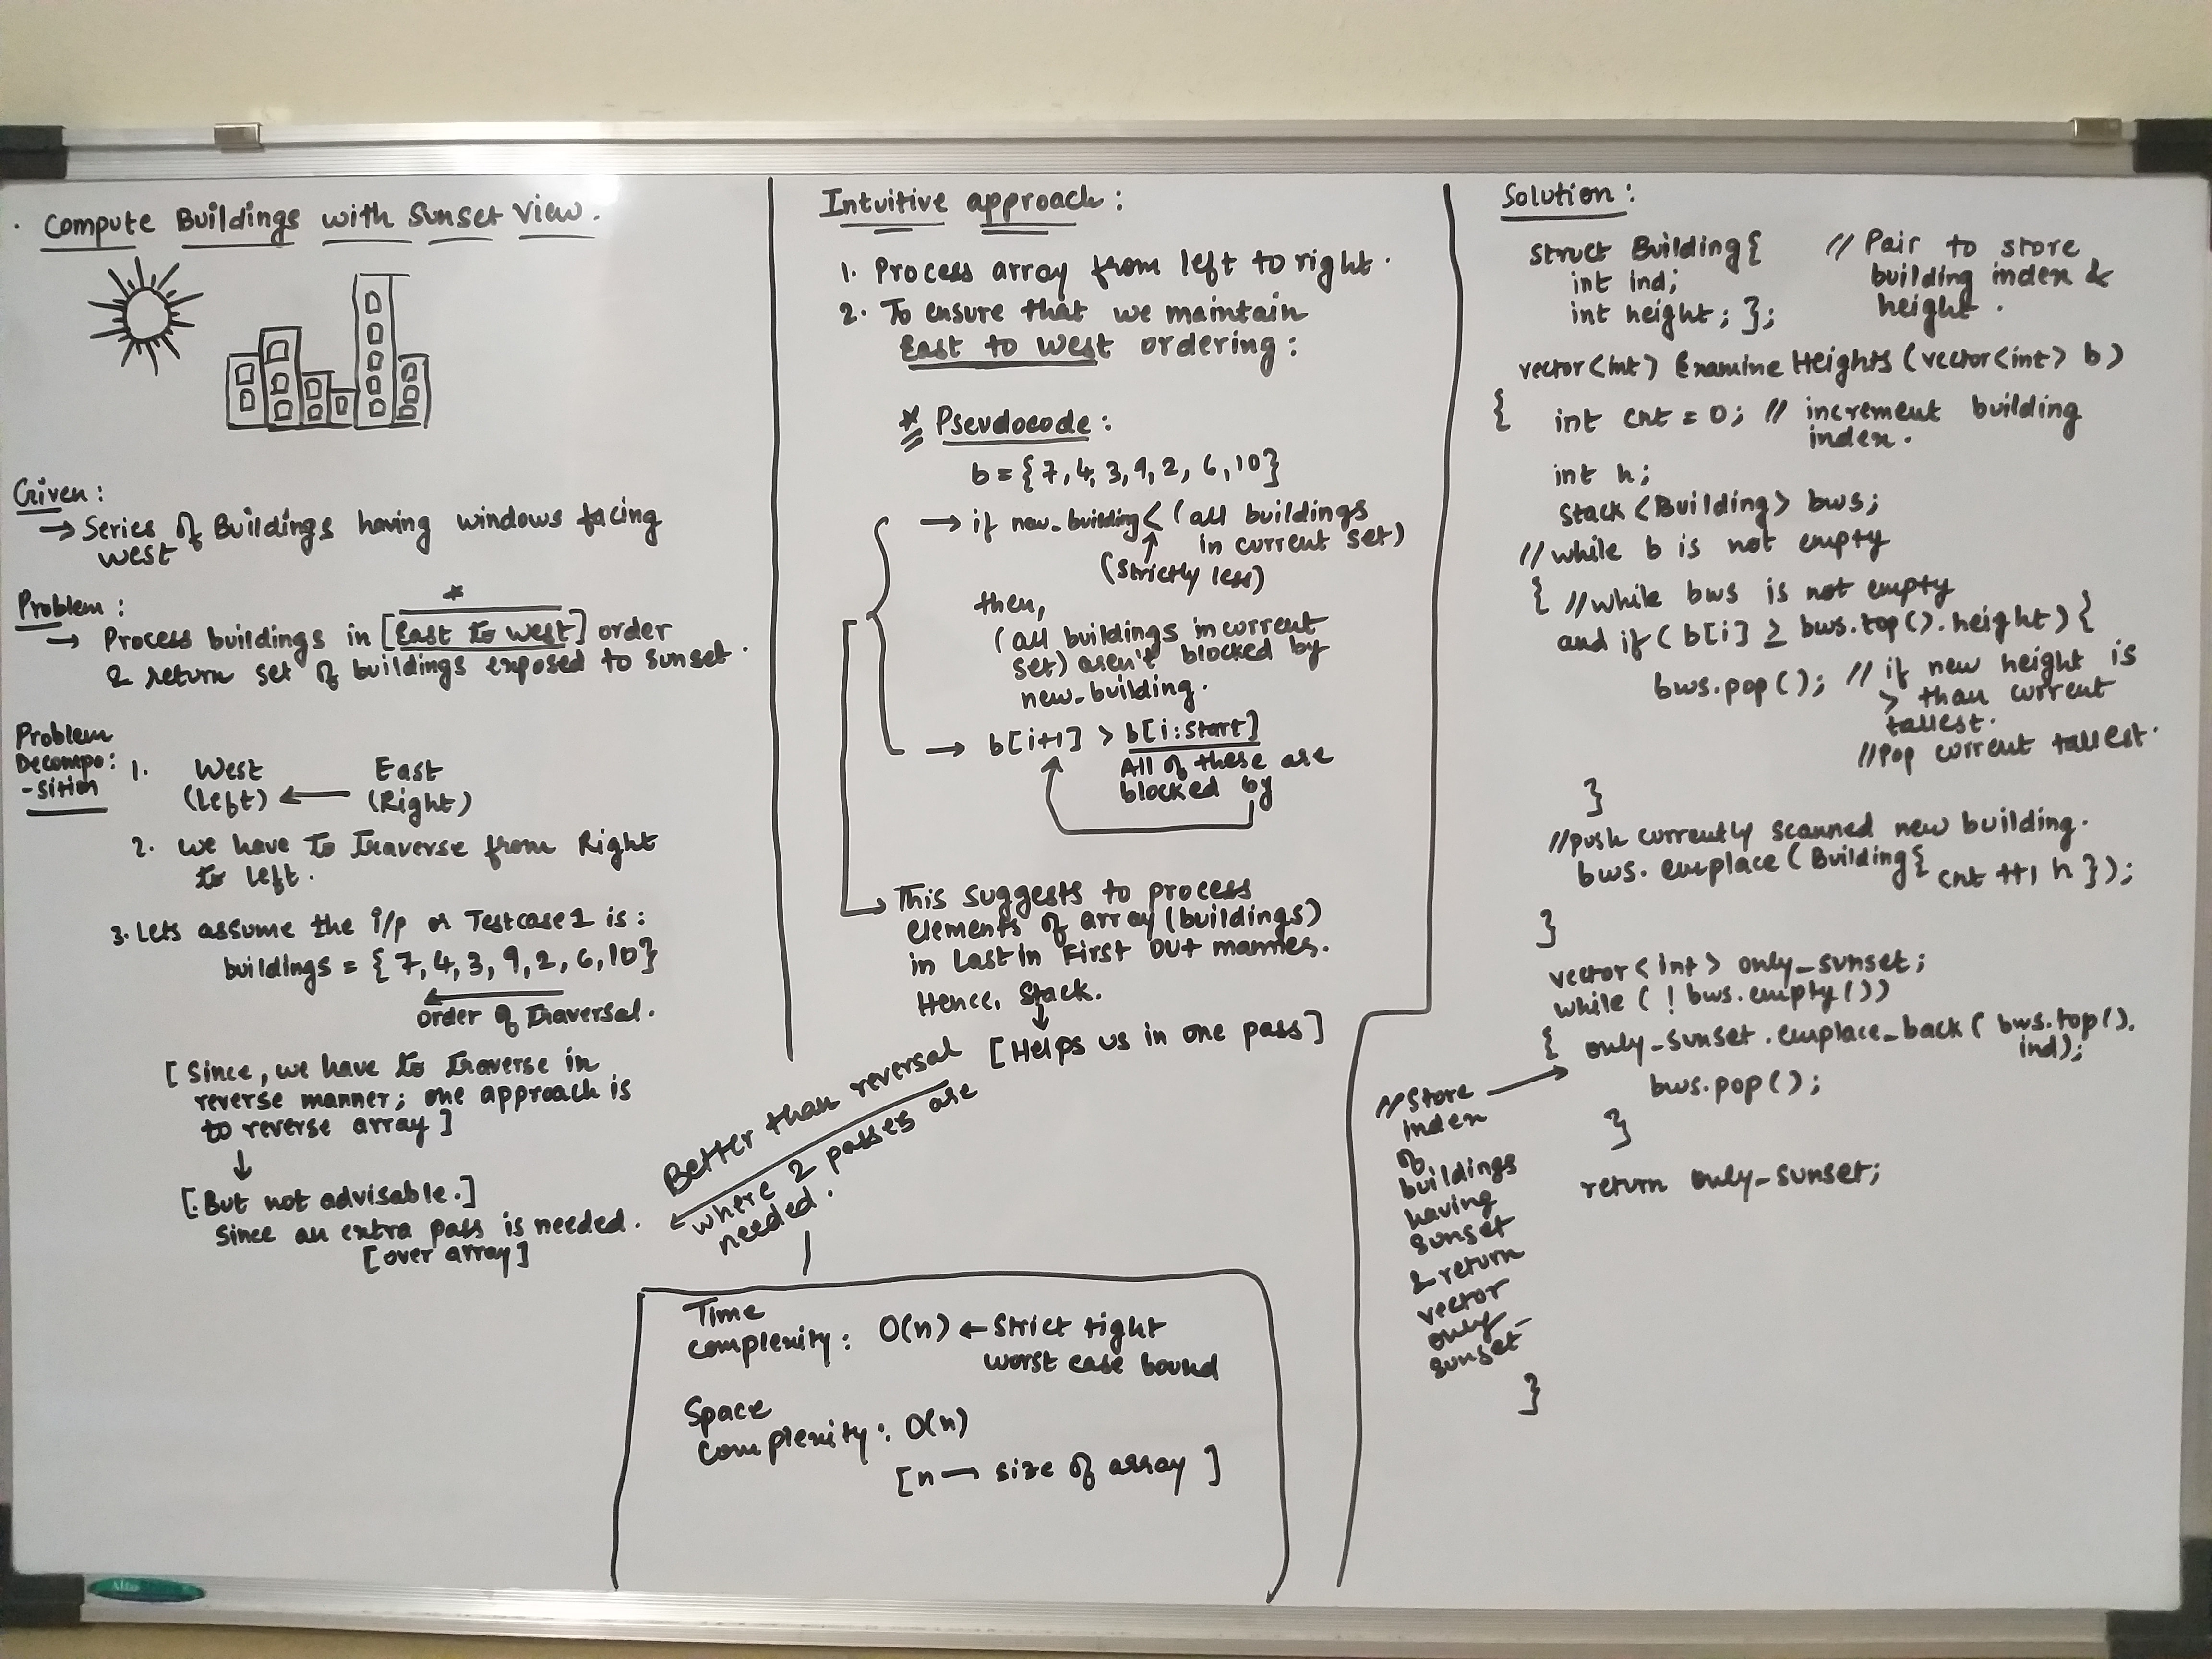 . Compute Buildings with Sunset View.
Given:
→ Series of Buildings having windows facing
west
Problem:
*
→ Process buildings in [East to west] order
& return set of buildings exposed to sunset.
Problem
Decompo:
-sition
1. West East
(Left) ← (Right)
2. We have to traverse from Right
to left.
3. Lets assume the i/p or Testcase 1 is:
buildings = {7, 4, 3, 9, 2, 6, 10}
order of traversal.
[Since, we have to traverse in
reverse manner; one approach is
to reverse array]
↓
[But not advisable.]
Since an extra pass is needed.
[over array]
Intuitive approach:
1. Process array from left to right.
2. To ensure that we maintain
East to West ordering:
* Pseudocode:
b = {7, 4, 3, 9, 2, 6, 10}
→ if new_building < (all buildings
in current set)
(Strictly less)
then,
(all buildings in current
set) aren't blocked by
new_building.
→ b[i+1] > b[i:start]
All of these are
blocked by
This suggests to process
elements of array (buildings)
in Last in First Out manner.
Hence, Stack.
↓
[Helps us in one pass]
Better than reversal
where 2 passes are
needed.
Time
complexity: O(n) ← Strict tight
worst case bound
Space
complexity: O(n)
[n → size of array]
Solution:
struct Building{ // Pair to store
int ind; building index &
int height; }; height.
vector<int> Examine Heights (vector<int> b)
{ int cnt = 0; // increment building
index.
int h;
stack <Building> bws;
//while b is not empty
{ //while bws is not empty
and if ( b[i] ≥ bws.top().height) {
bws.pop(); // if new height is
> than current
tallest.
//Pop current tallest.
}
//push currently scanned new building.
bws. emplace (Building{ cnt ++, h });
}
vector<int> only_sunset;
while ( ! bws.empty())
{ only_sunset.emplace_back( bws.top().
ind);
bws.pop();
}
return only_sunset;
//Store
index
of
buildings
having
sunset
& return
vector
only_
sunset
}
Alto